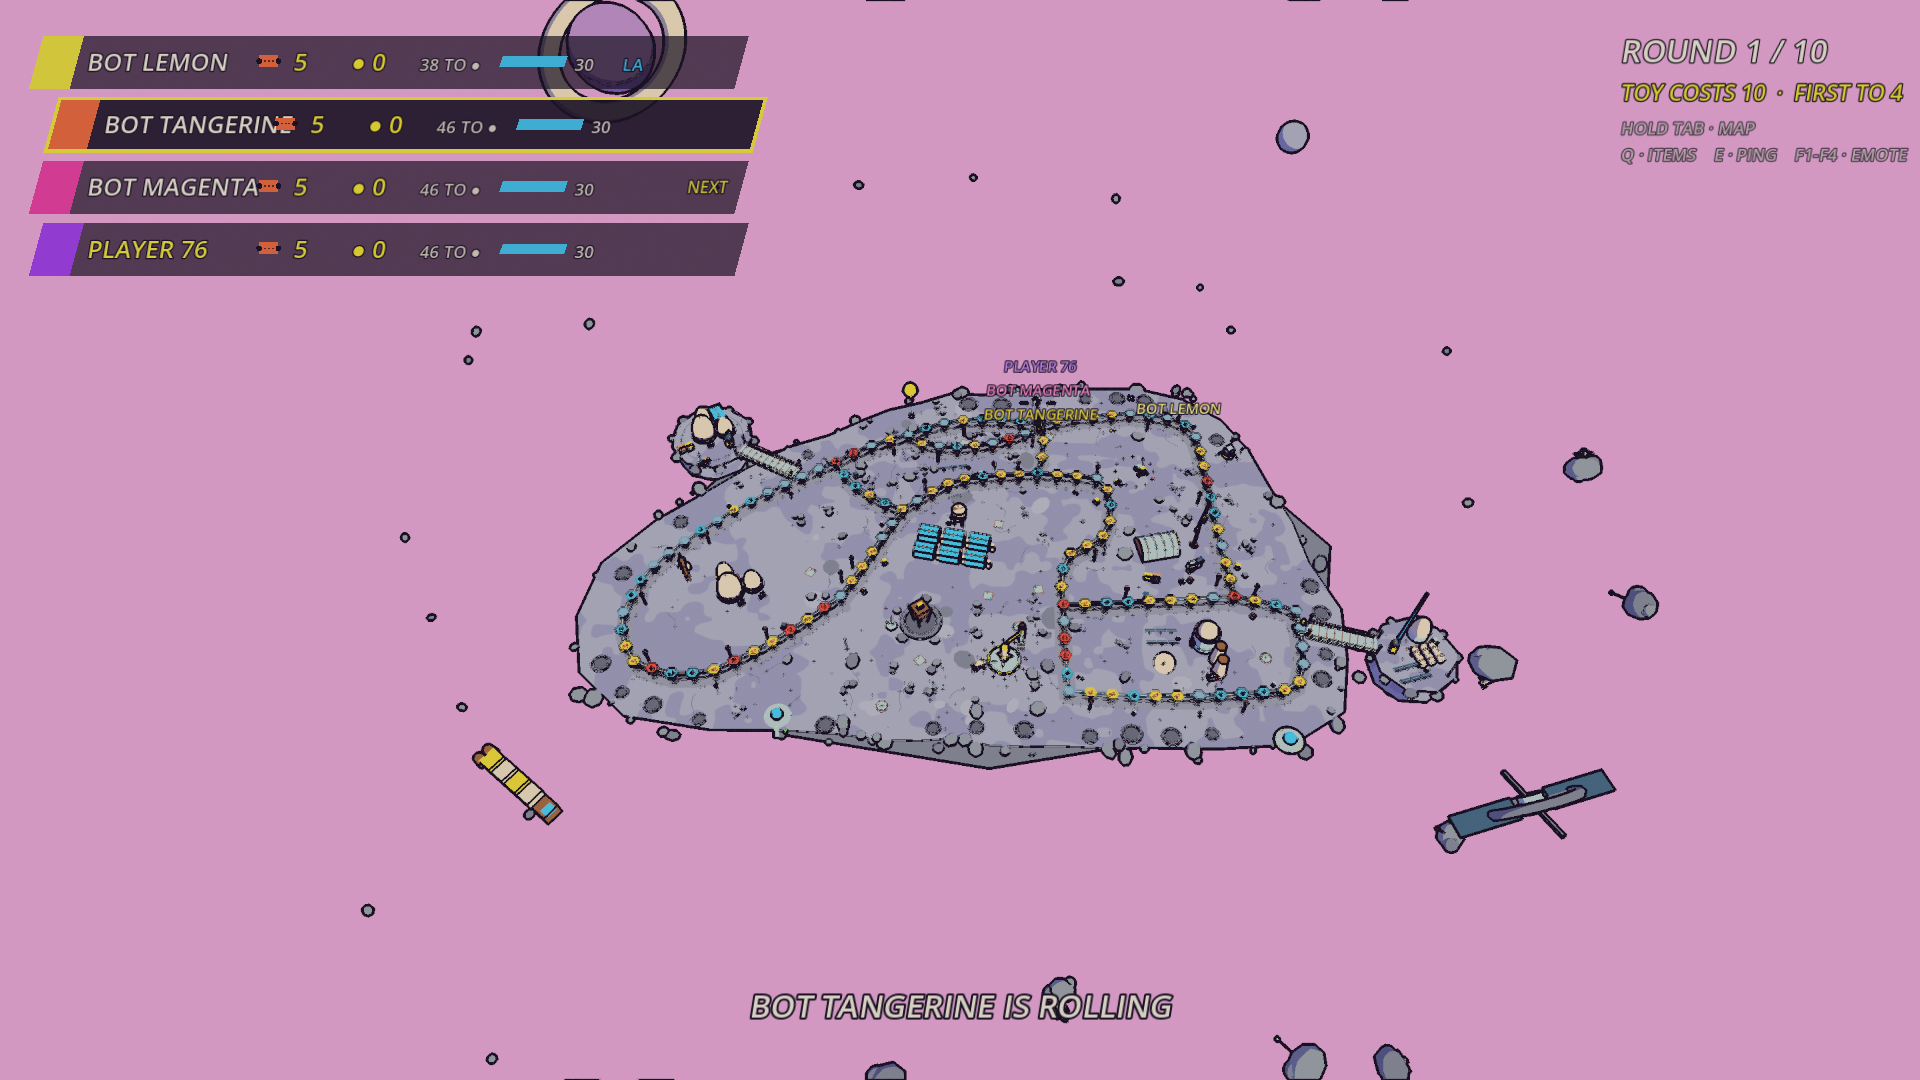 BOT LEMON 5 0 38 TO 30 LA
BOT TANGERINE 5 0 46 TO 30
BOT MAGENTA 5 0 46 TO 30 NEXT
PLAYER 76 5 0 46 TO 30
ROUND 1 / 10
TOY COSTS 10 · FIRST TO 4
HOLD TAB · MAP
Q · ITEMS E · PING F1-F4 · EMOTE
PLAYER 76
BOT MAGENTA
BOT TANGERINE
BOT LEMON
BOT TANGERINE IS ROLLING